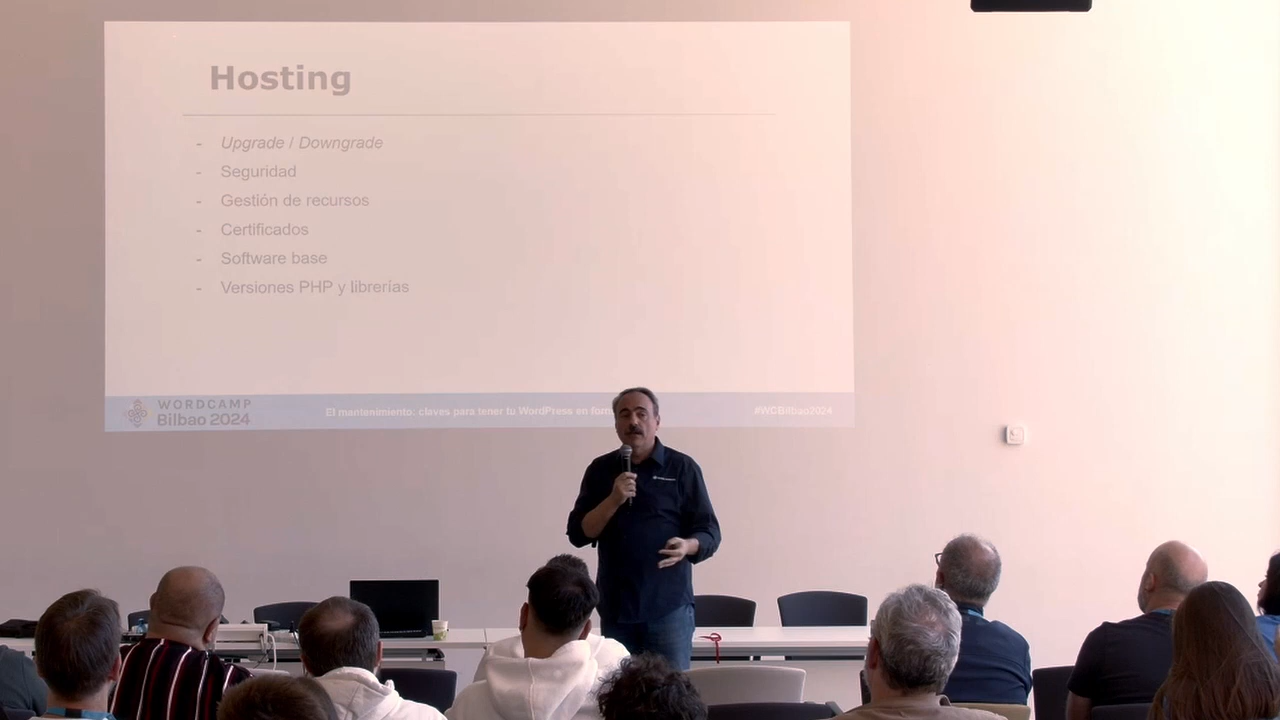 Hosting
- Upgrade / Downgrade
- Seguridad
- Gestión de recursos
- Certificados
- Software base
- Versiones PHP y librerías
WORDCAMP
Bilbao 2024
El mantenimiento: claves para tener tu WordPress en
#WCBilbao2024